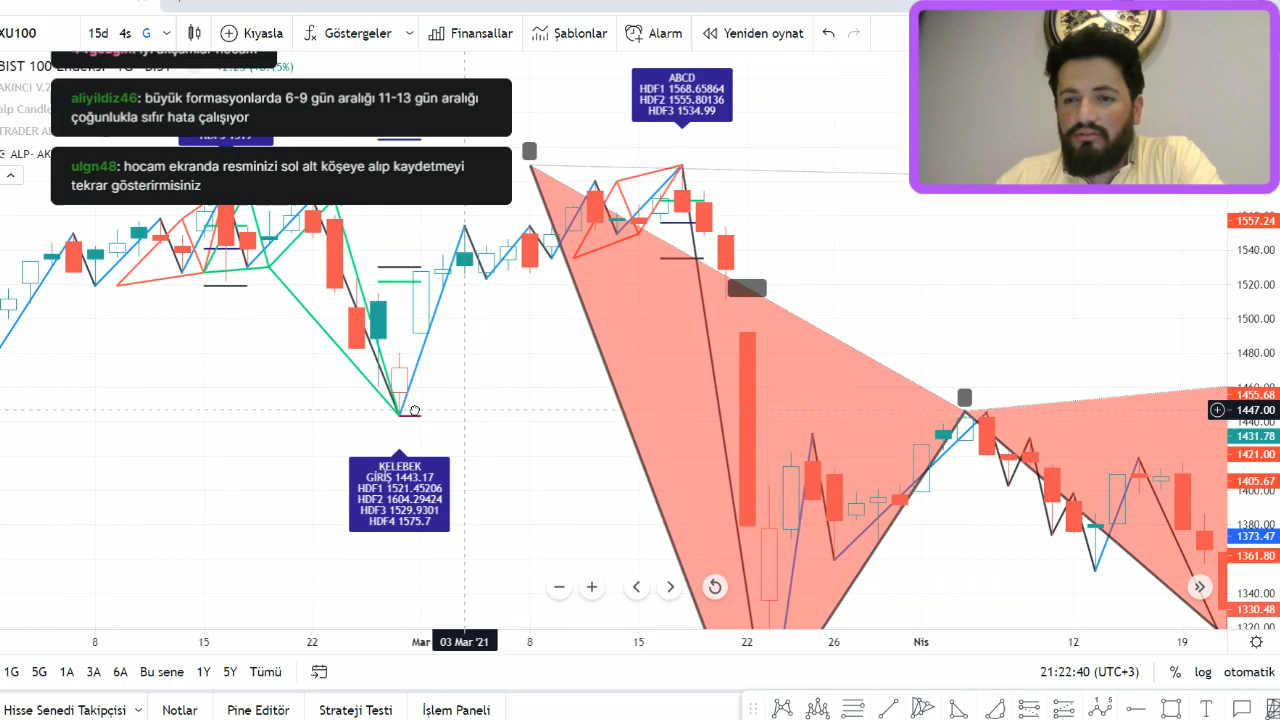 XU100
15d
4s
G
Kıyasla
Göstergeler
Finansallar
Şablonlar
Alarm
Yeniden oynat
BIST 100
aliyildiz46: büyük formasyonlarda 6-9 gün aralığı 11-13 gün aralığı
çoğunlukla sıfır hata çalışıyor
ulgn48: hocam ekranda resminizi sol alt köşeye alıp kaydetmeyi
tekrar gösterirmisiniz
ABCD
HDF1 1568.65864
HDF2 1555.80136
HDF3 1534.99
KELEBEK
GİRİŞ 1443.17
HDF1 1521.45206
HDF2 1604.29424
HDF3 1529.9301
HDF4 1575.7
1557.24
1540.00
1520.00
1500.00
1480.00
1455.68
1447.00
1431.78
1421.00
1405.67
1400.00
1380.00
1373.47
1361.80
1340.00
1330.48
8
15
22
Mar
03 Mar '21
8
15
22
26
Nis
12
19
1G
5G
1A
3A
6A
Bu sene
1Y
5Y
Tümü
21:22:40 (UTC+3)
%
log
otomatik
Hisse Senedi Takipçisi
Notlar
Pine Editör
Strateji Testi
İşlem Paneli